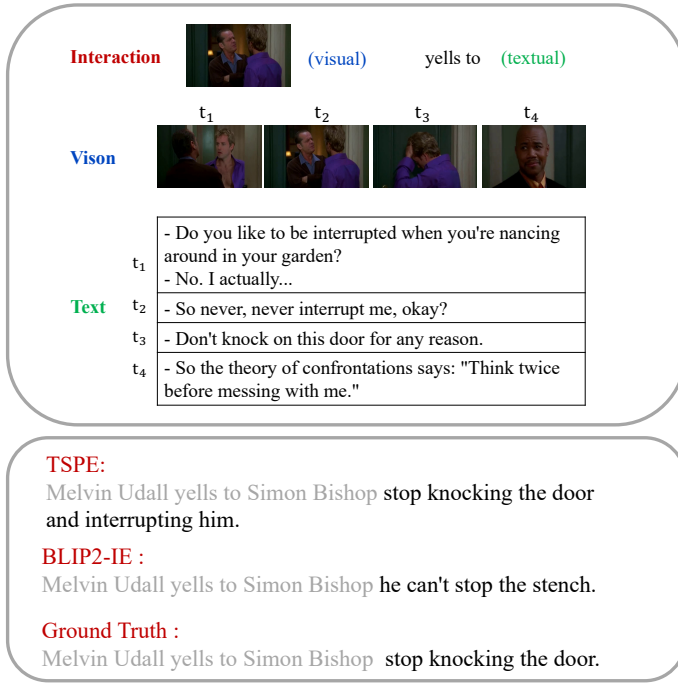 Interaction (visual) yells to (textual)
t1 t2 t3 t4
Vison
t1
- Do you like to be interrupted when you're nancing
around in your garden?
- No. I actually...
Text
t2 - So never, never interrupt me, okay?
t3 - Don't knock on this door for any reason.
t4
- So the theory of confrontations says: "Think twice
before messing with me."
TSPE:
Melvin Udall yells to Simon Bishop stop knocking the door
and interrupting him.
BLIP2-IE :
Melvin Udall yells to Simon Bishop he can't stop the stench.
Ground Truth :
Melvin Udall yells to Simon Bishop stop knocking the door.